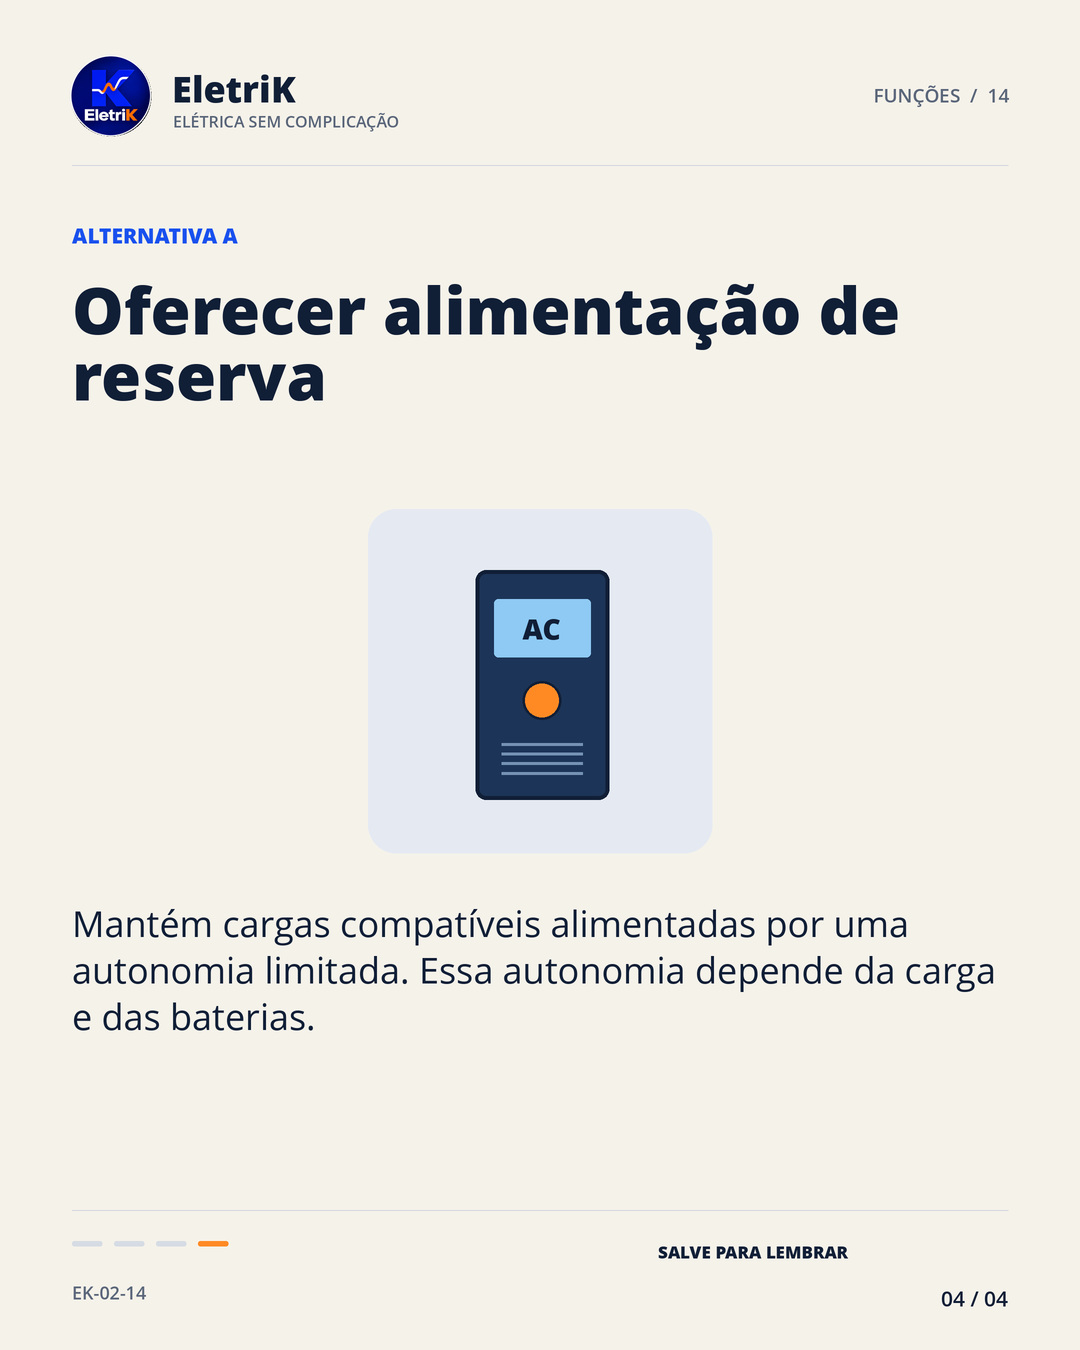 EletriK
EletriK
ELÉTRICA SEM COMPLICAÇÃO
FUNÇÕES / 14
ALTERNATIVA A
Oferecer alimentação de
reserva
AC
Mantém cargas compatíveis alimentadas por uma
autonomia limitada. Essa autonomia depende da carga
e das baterias.
SALVE PARA LEMBRAR
EK-02-14
04 / 04